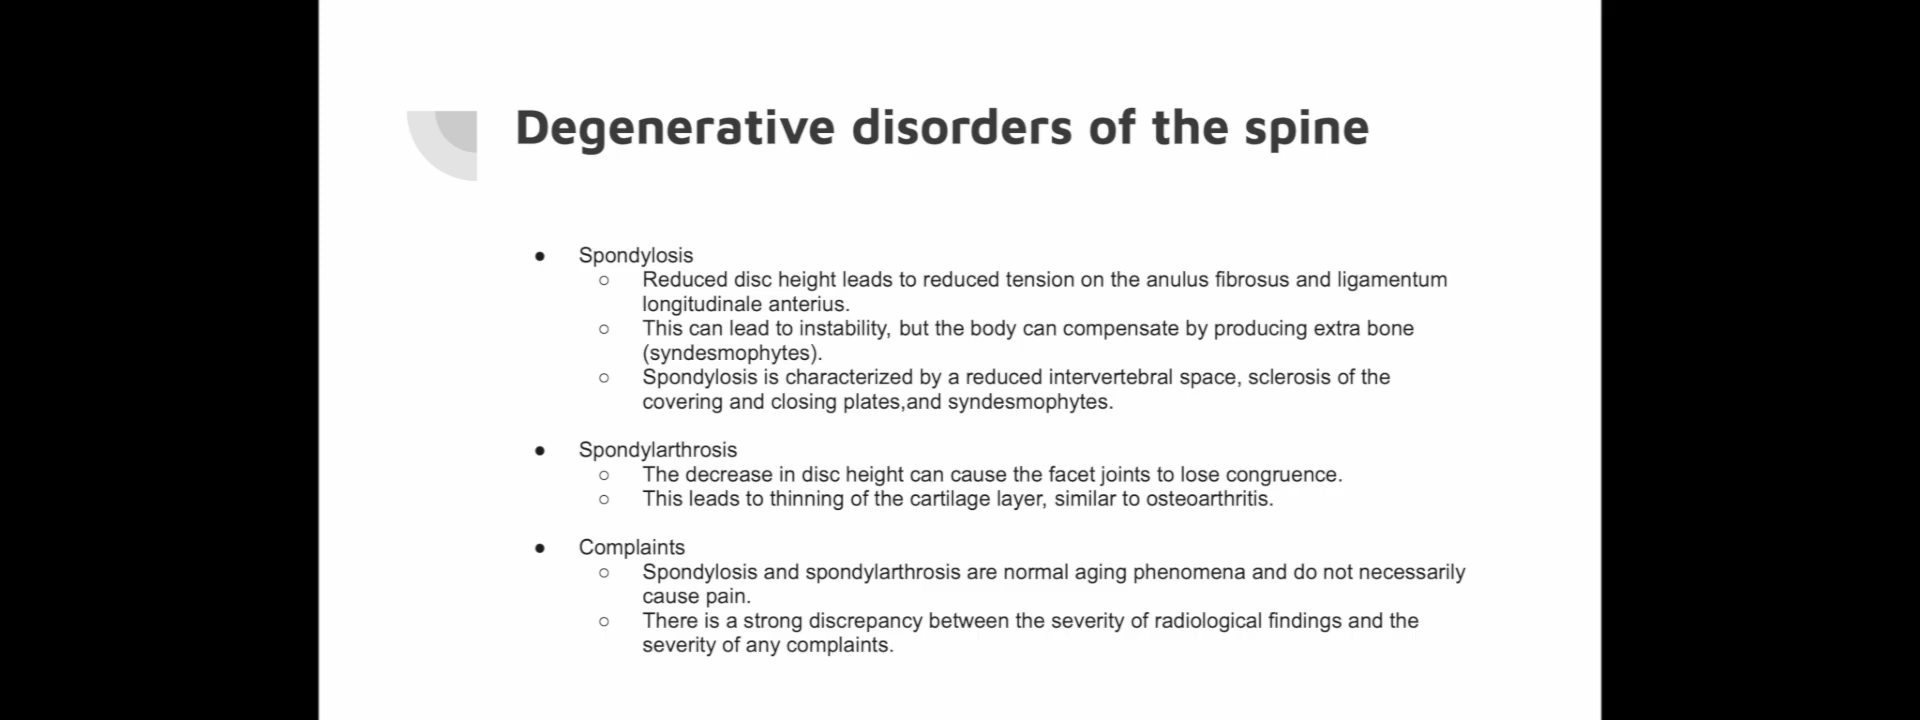 Degenerative disorders of the spine
● Spondylosis
○ Reduced disc height leads to reduced tension on the anulus fibrosus and ligamentum
longitudinale anterius.
○ This can lead to instability, but the body can compensate by producing extra bone
(syndesmophytes).
○ Spondylosis is characterized by a reduced intervertebral space, sclerosis of the
covering and closing plates,and syndesmophytes.
● Spondylarthrosis
○ The decrease in disc height can cause the facet joints to lose congruence.
○ This leads to thinning of the cartilage layer, similar to osteoarthritis.
● Complaints
○ Spondylosis and spondylarthrosis are normal aging phenomena and do not necessarily
cause pain.
○ There is a strong discrepancy between the severity of radiological findings and the
severity of any complaints.